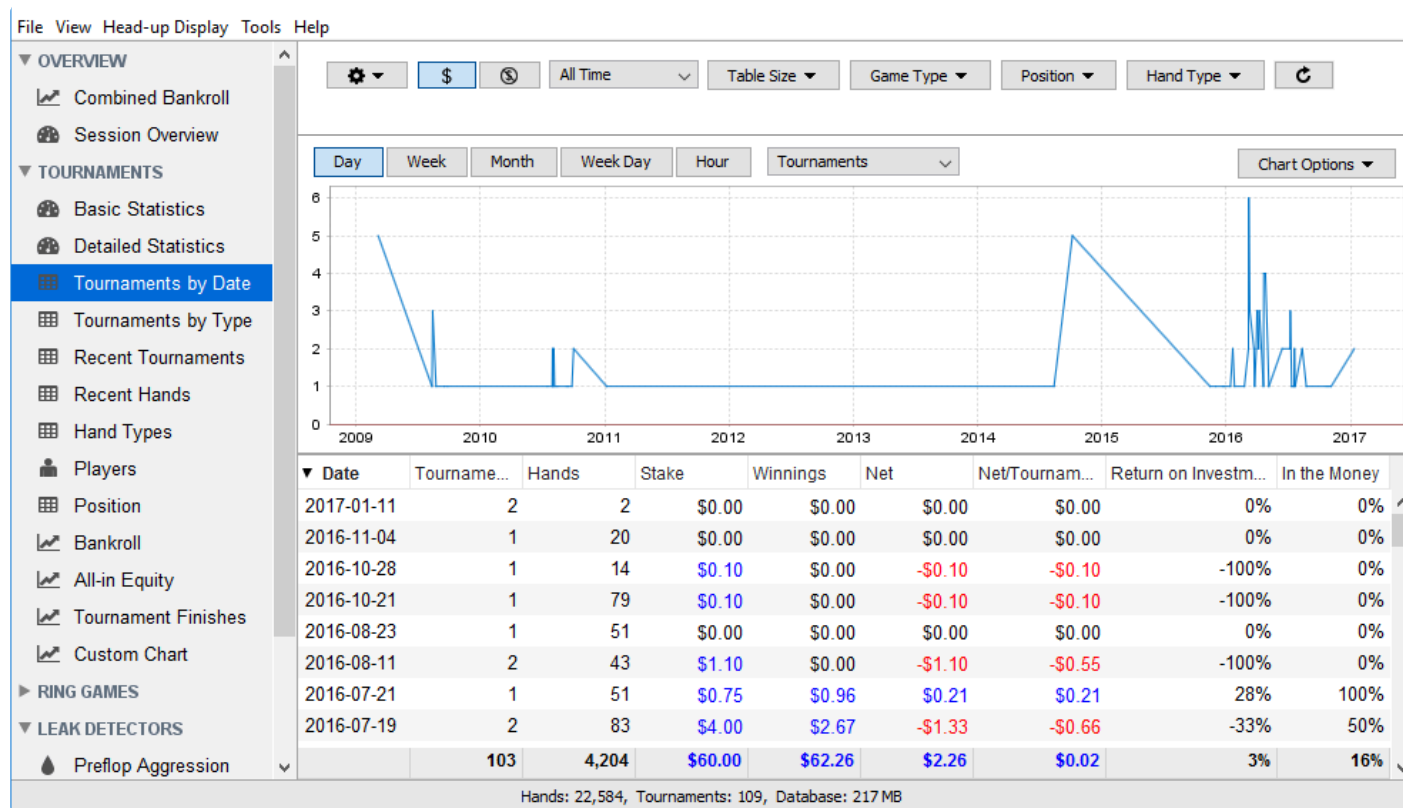 File View Head-up Display Tools Help
OVERVIEW
Combined Bankroll
Session Overview
TOURNAMENTS
Basic Statistics
Detailed Statistics
Tournaments by Date
Tournaments by Type
Recent Tournaments
Recent Hands
Hand Types
Players
Position
Bankroll
All-in Equity
Tournament Finishes
Custom Chart
RING GAMES
LEAK DETECTORS
Preflop Aggression
$ $ All Time Table Size Game Type Position Hand Type
Day Week Month Week Day Hour Tournaments Chart Options
6
5
4
3
2
1
0
2009 2010 2011 2012 2013 2014 2015 2016 2017
Date Tourname... Hands Stake Winnings Net Net/Tournam... Return on Investm... In the Money
2017-01-11 2 2 $0.00 $0.00 $0.00 $0.00 0% 0%
2016-11-04 1 20 $0.00 $0.00 $0.00 $0.00 0% 0%
2016-10-28 1 14 $0.10 $0.00 -$0.10 -$0.10 -100% 0%
2016-10-21 1 79 $0.10 $0.00 -$0.10 -$0.10 -100% 0%
2016-08-23 1 51 $0.00 $0.00 $0.00 $0.00 0% 0%
2016-08-11 2 43 $1.10 $0.00 -$1.10 -$0.55 -100% 0%
2016-07-21 1 51 $0.75 $0.96 $0.21 $0.21 28% 100%
2016-07-19 2 83 $4.00 $2.67 -$1.33 -$0.66 -33% 50%
103 4,204 $60.00 $62.26 $2.26 $0.02 3% 16%
Hands: 22,584, Tournaments: 109, Database: 217 MB